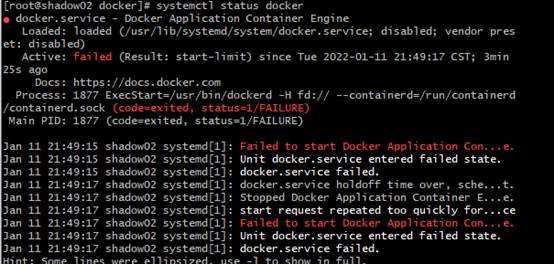 [root@shadow02 docker]# systemctl status docker
● docker.service - Docker Application Container Engine
Loaded: loaded (/usr/lib/systemd/system/docker.service; disabled; vendor pres
et: disabled)
Active: failed (Result: start-limit) since Tue 2022-01-11 21:49:17 CST; 3min
25s ago
Docs: https://docs.docker.com
Process: 1877 ExecStart=/usr/bin/dockerd -H fd:// --containerd=/run/containerd
/containerd.sock (code=exited, status=1/FAILURE)
Main PID: 1877 (code=exited, status=1/FAILURE)
Jan 11 21:49:15 shadow02 systemd[1]: Failed to start Docker Application Con...e.
Jan 11 21:49:15 shadow02 systemd[1]: Unit docker.service entered failed state.
Jan 11 21:49:15 shadow02 systemd[1]: docker.service failed.
Jan 11 21:49:17 shadow02 systemd[1]: docker.service holdoff time over, sche...t.
Jan 11 21:49:17 shadow02 systemd[1]: Stopped Docker Application Container E...e.
Jan 11 21:49:17 shadow02 systemd[1]: start request repeated too quickly for...ce
Jan 11 21:49:17 shadow02 systemd[1]: Failed to start Docker Application Con...e.
Jan 11 21:49:17 shadow02 systemd[1]: Unit docker.service entered failed state.
Jan 11 21:49:17 shadow02 systemd[1]: docker.service failed.
Hint: Some lines were ellipsized, use -l to show in full.